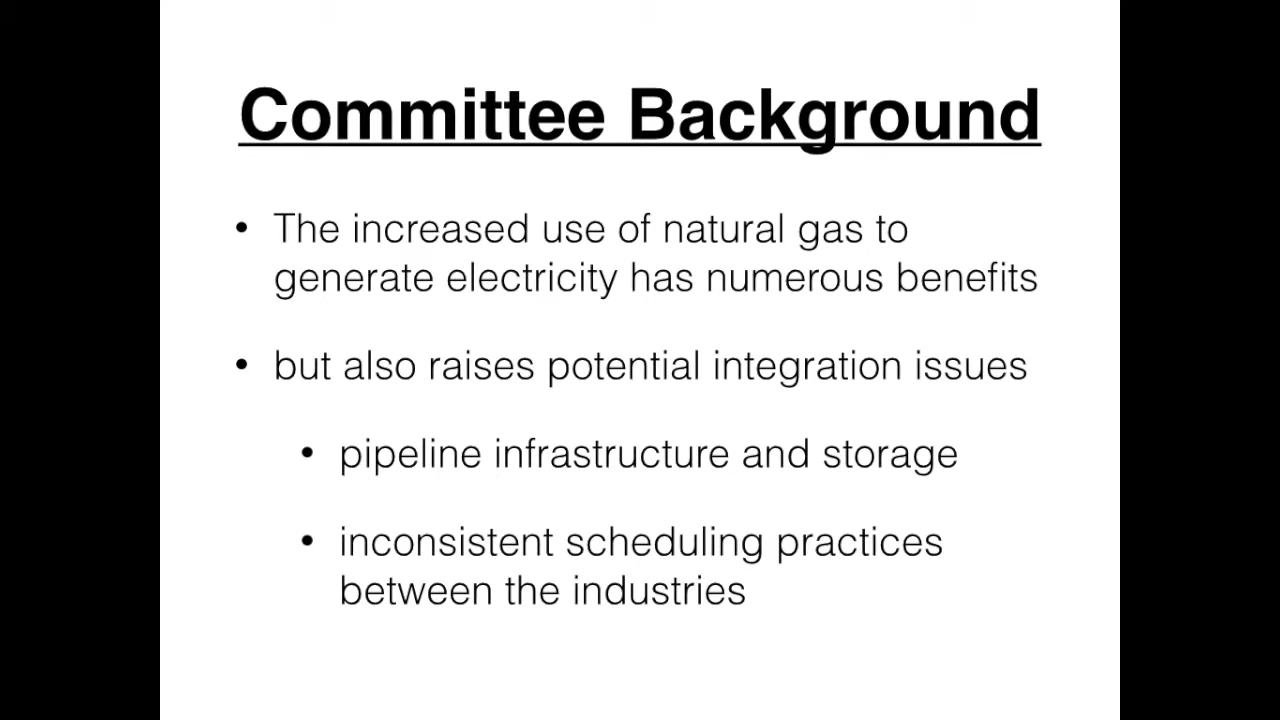 Committee Background
• The increased use of natural gas to
generate electricity has numerous benefits
• but also raises potential integration issues
• pipeline infrastructure and storage
• inconsistent scheduling practices
between the industries